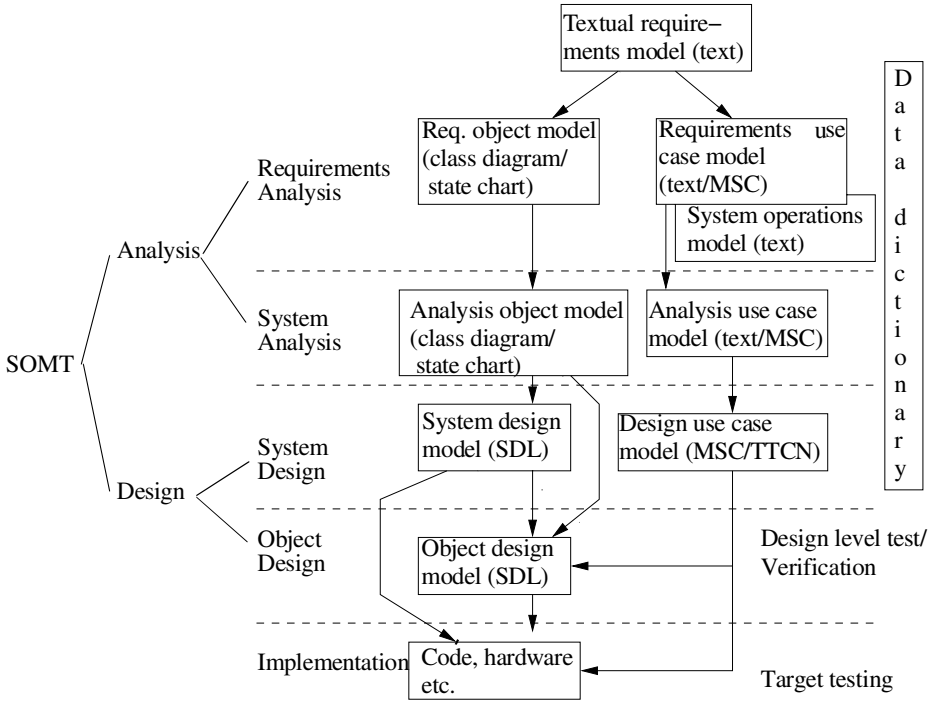 Textual require–
ments model (text)
Req. object model
(class diagram/
state chart)
Requirements use
case model
(text/MSC)
System operations
model (text)
Data dictionary
Requirements
Analysis
Analysis
System
Analysis
Analysis object model
(class diagram/
state chart)
Analysis use case
model (text/MSC)
SOMT
System design
model (SDL)
Design use case
model (MSC/TTCN)
System
Design
Design
Object
Design
Object design
model (SDL)
Design level test/
Verification
Implementation
Code, hardware
etc.
Target testing